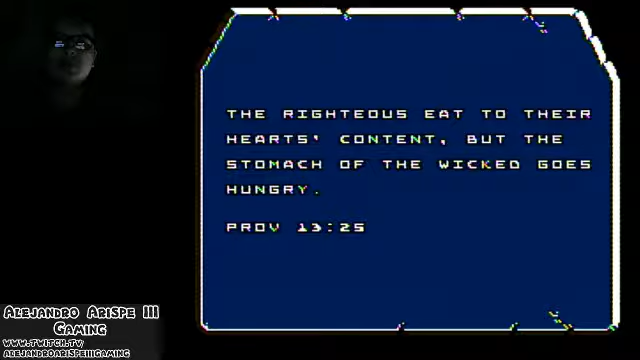 THE RIGHTEOUS EAT TO THEIR
HEARTS' CONTENT, BUT THE
STOMACH OF THE WICKED GOES
HUNGRY.
PROV 13:25
Alejandro Arispe III
Gaming
www.twitch.tv/
alejandroarispeiiigaming